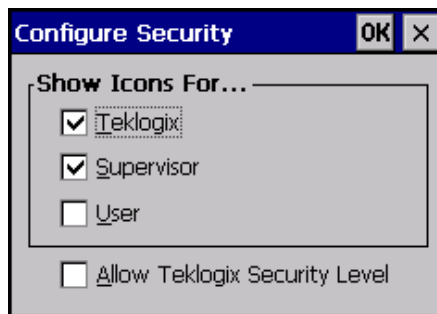 Configure Security OK ×
Show Icons For...
Teklogix
Supervisor
User
Allow Teklogix Security Level